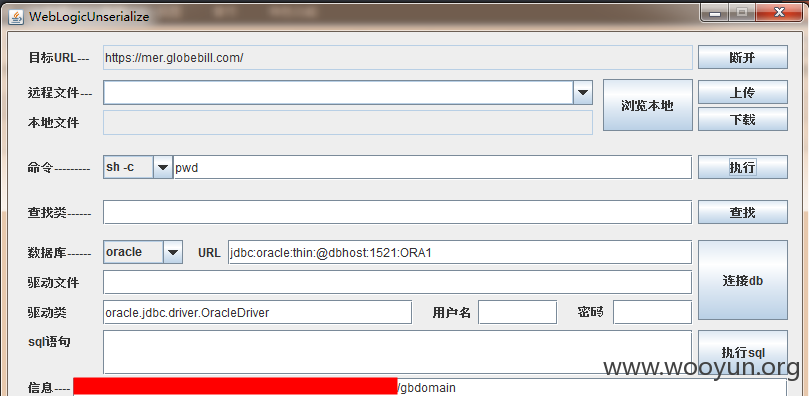 WebLogicUnserialize
目标URL--- https://mer.globebill.com/ 断开
远程文件--- 浏览本地 上传
本地文件 下载
命令--------- sh -c pwd 执行
查找类------ 查找
数据库------ oracle URL jdbc:oracle:thin:@dbhost:1521:ORA1 连接db
驱动文件
驱动类 oracle.jdbc.driver.OracleDriver 用户名 密码
sql语句 执行sql
www.wooyun.org
信息---- /gbdomain